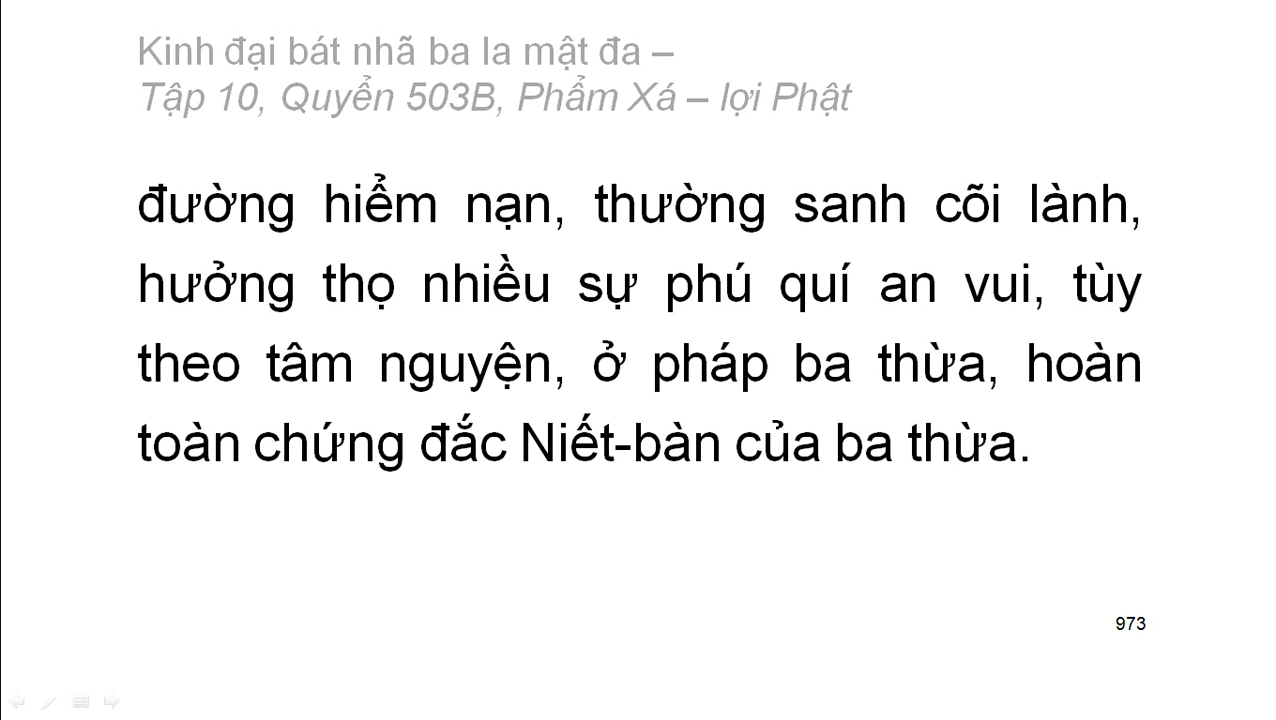 Kinh đại bát nhã ba la mật đa –
Tập 10, Quyển 503B, Phẩm Xá – lợi Phật
đường hiểm nạn, thường sanh cõi lành,
hưởng thọ nhiều sự phú quí an vui, tùy
theo tâm nguyện, ở pháp ba thừa, hoàn
toàn chứng đắc Niết-bàn của ba thừa.
973